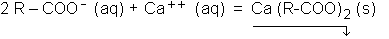 2 R – COO⁻ (aq) + Ca⁺⁺ (aq) = Ca (R-COO)₂ (s)